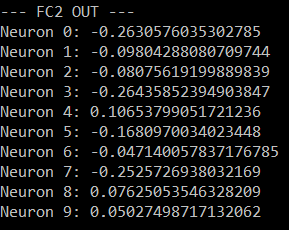 --- FC2 OUT ---
Neuron 0: -0.2630576035302785
Neuron 1: -0.09804288080709744
Neuron 2: -0.08075619199889839
Neuron 3: -0.26435852394903847
Neuron 4: 0.10653799051721236
Neuron 5: -0.1680970034023448
Neuron 6: -0.047140057837176785
Neuron 7: -0.2525726938032169
Neuron 8: 0.07625053546328209
Neuron 9: 0.05027498717132062